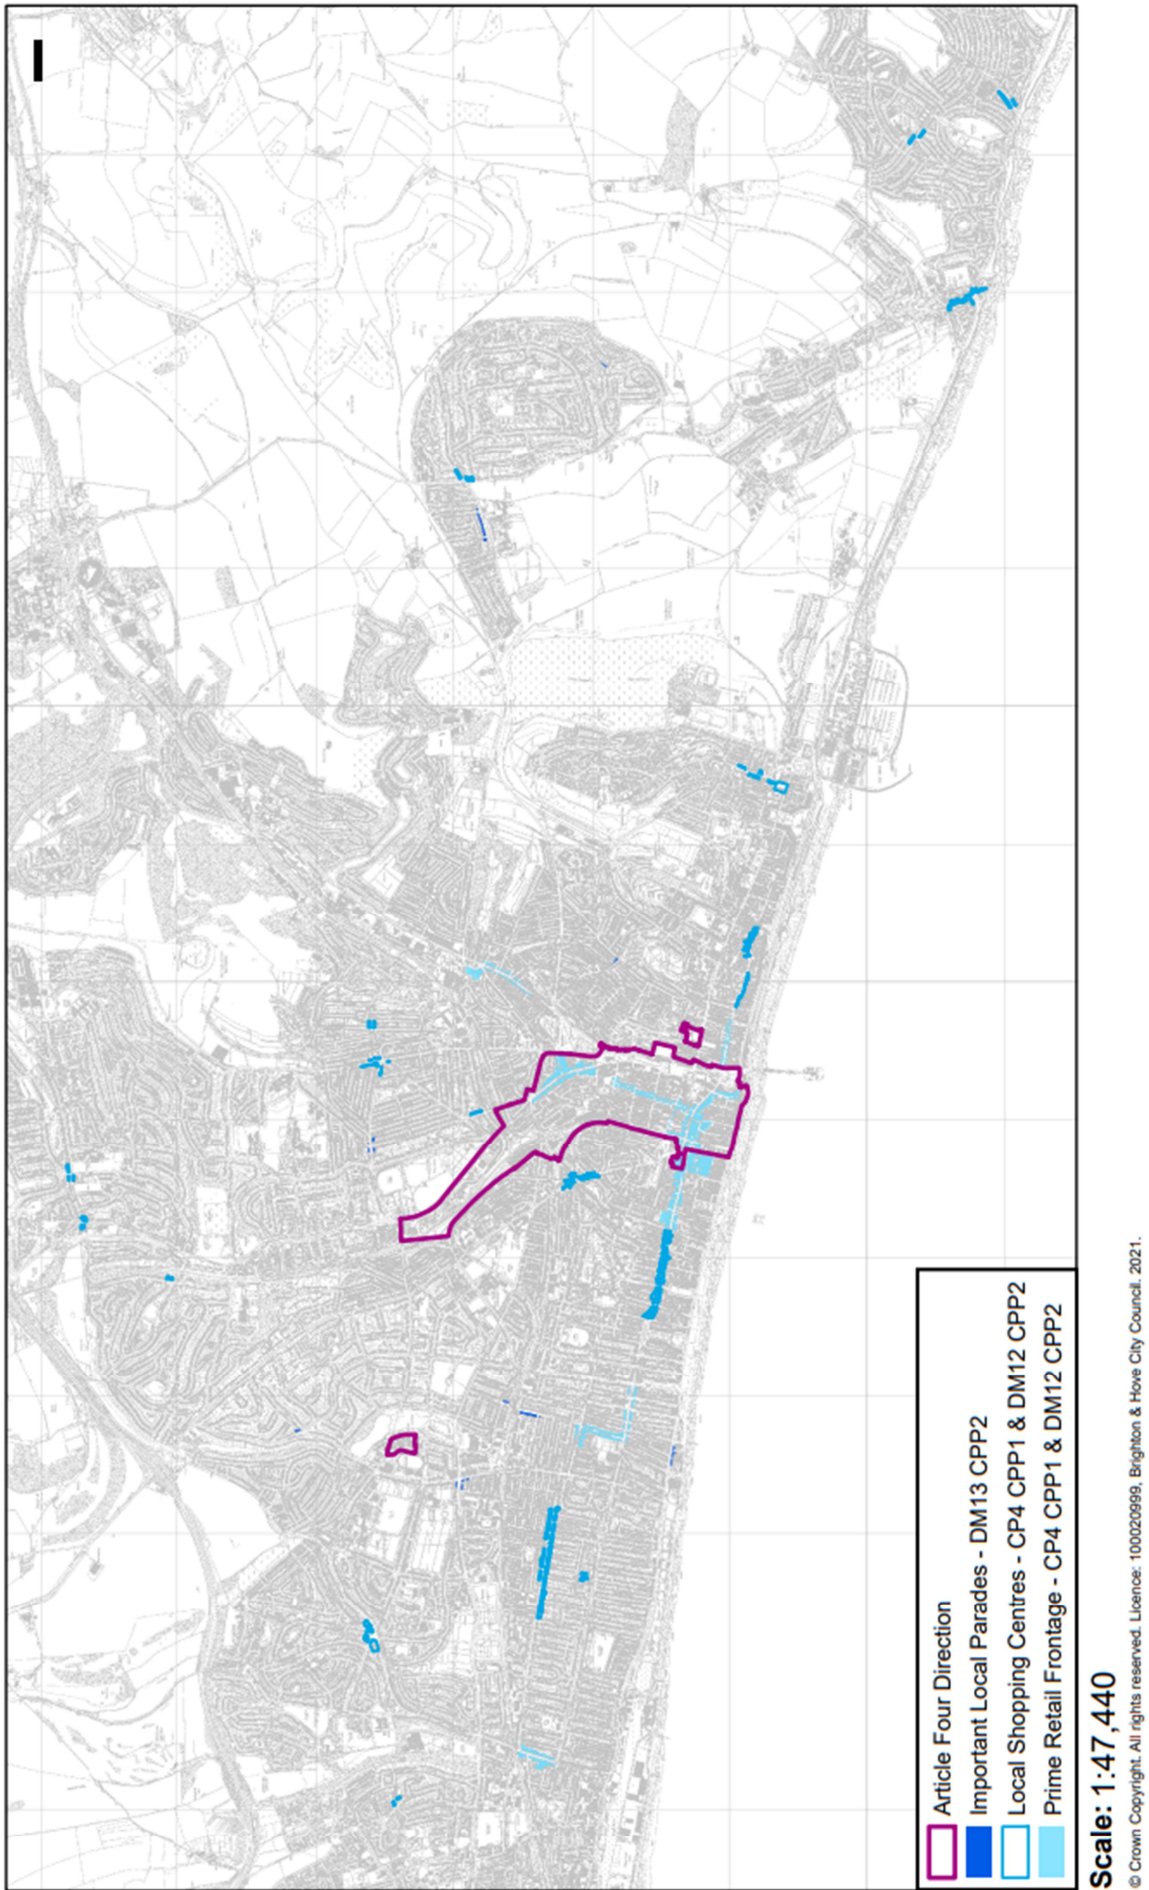 Article Four Direction
Important Local Parades - DM13 CPP2
Local Shopping Centres - CP4 CPP1 & DM12 CPP2
Prime Retail Frontage - CP4 CPP1 & DM12 CPP2
Scale: 1:47,440
© Crown Copyright. All rights reserved. Licence: 100020999, Brighton & Hove City Council. 2021.